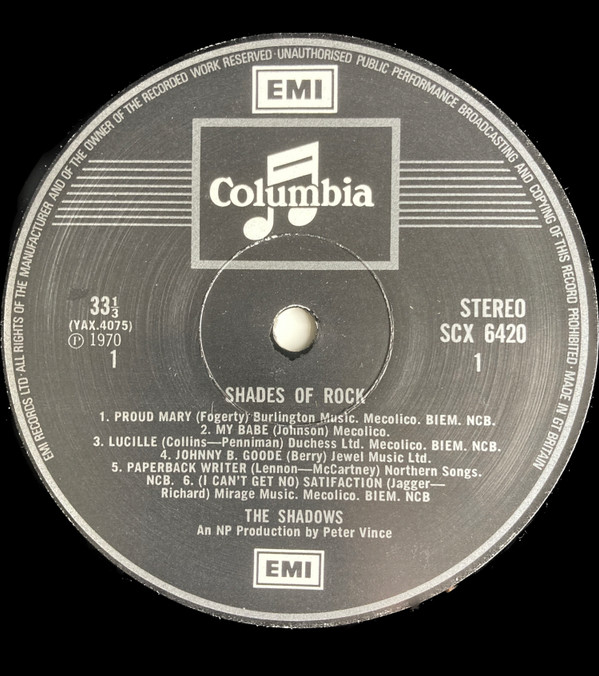 EMI RECORDS LTD·ALL RIGHTS OF THE MANUFACTURER AND OF THE OWNER OF THE RECORDED WORK RESERVED·UNAUTHORISED PUBLIC PERFORMANCE BROADCASTING AND COPYING OF THIS RECORD PROHIBITED·MADE IN GT BRITAIN
EMI
Columbia
33⅓
(YAX.4075)
Ⓟ 1970
1
STEREO
SCX 6420
1
SHADES OF ROCK
1. PROUD MARY (Fogerty) Burlington Music. Mecolico. BIEM. NCB.
2. MY BABE (Johnson) Mecolico.
3. LUCILLE (Collins—Penniman) Duchess Ltd. Mecolico. BIEM. NCB.
4. JOHNNY B. GOODE (Berry) Jewel Music Ltd.
5. PAPERBACK WRITER (Lennon—McCartney) Northern Songs.
NCB. 6. (I CAN'T GET NO) SATIFACTION (Jagger—
Richard) Mirage Music. Mecolico. BIEM. NCB
THE SHADOWS
An NP Production by Peter Vince
EMI